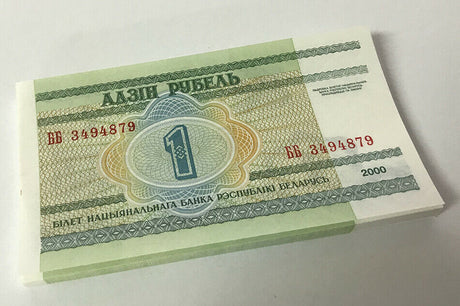 АДЗІН РУБЕЛЬ
ББ 3494879
1
ББ 3494879
2000
БІЛЕТ НАЦЫЯНАЛЬНАГА БАНКА РЭСПУБЛІКІ БЕЛАРУСЬ